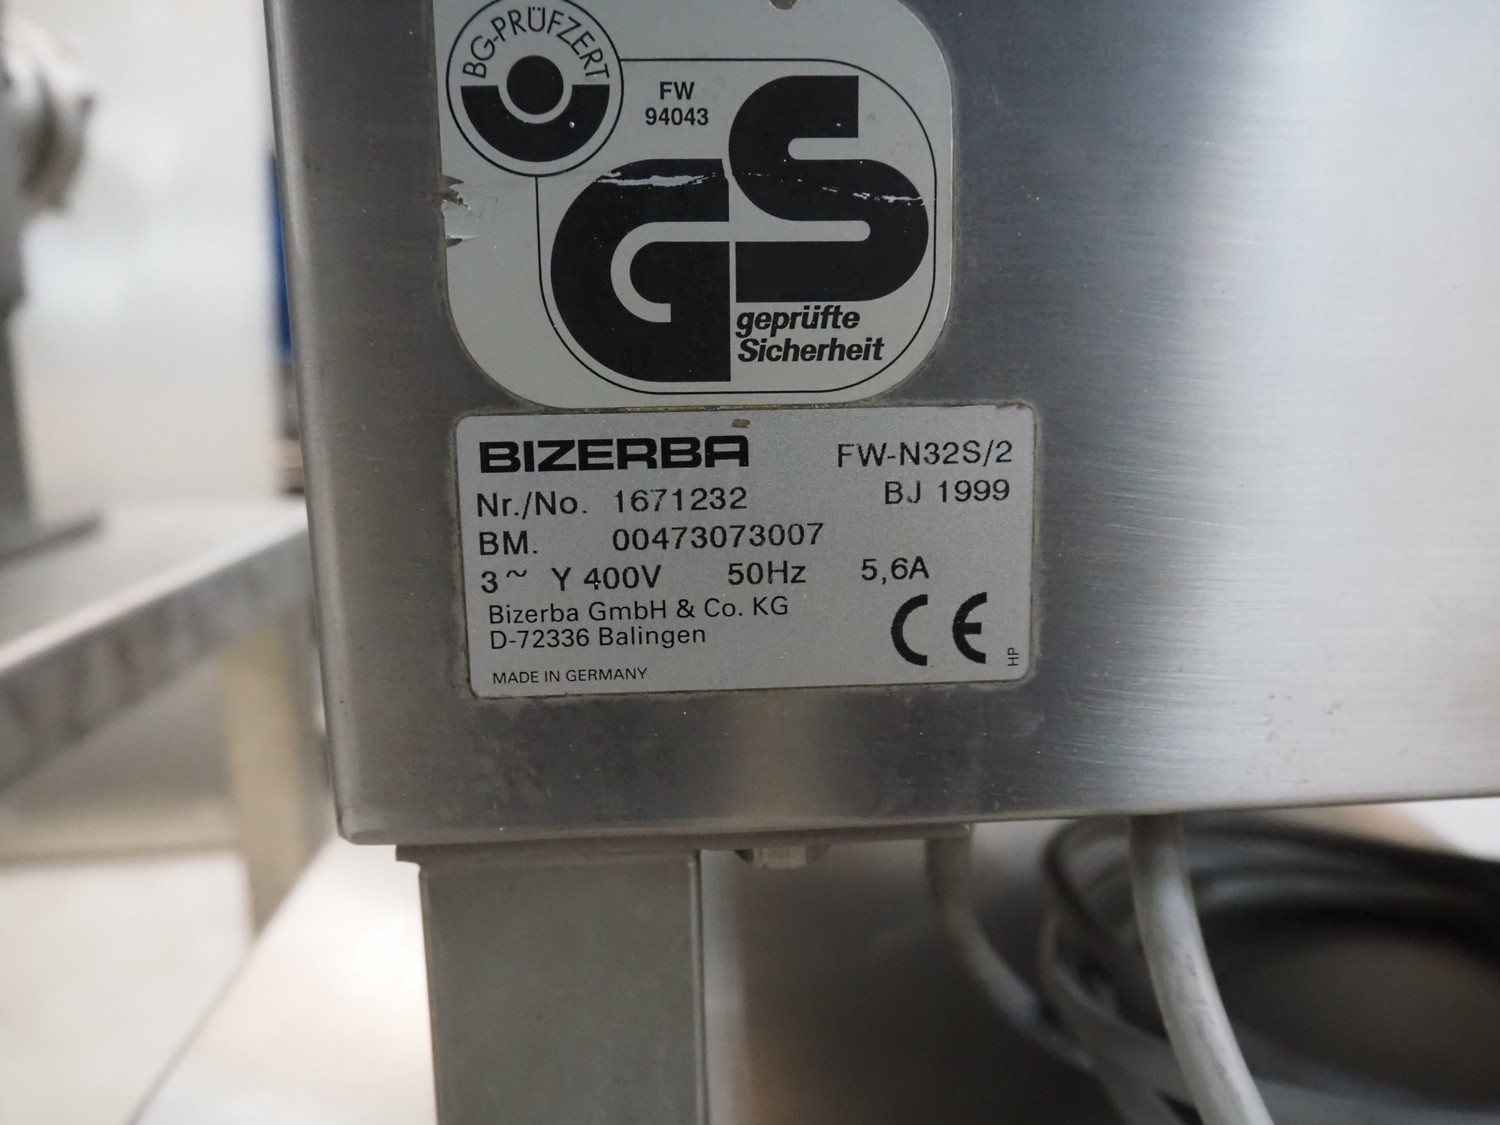 BG-PRÜFZERT
FW
94043
GS
geprüfte
Sicherheit
BIZERBA FW-N32S/2
Nr./No. 1671232 BJ 1999
BM. 00473073007
3~ Y 400V 50Hz 5,6A
Bizerba GmbH & Co. KG
D-72336 Balingen
CE
HP
MADE IN GERMANY